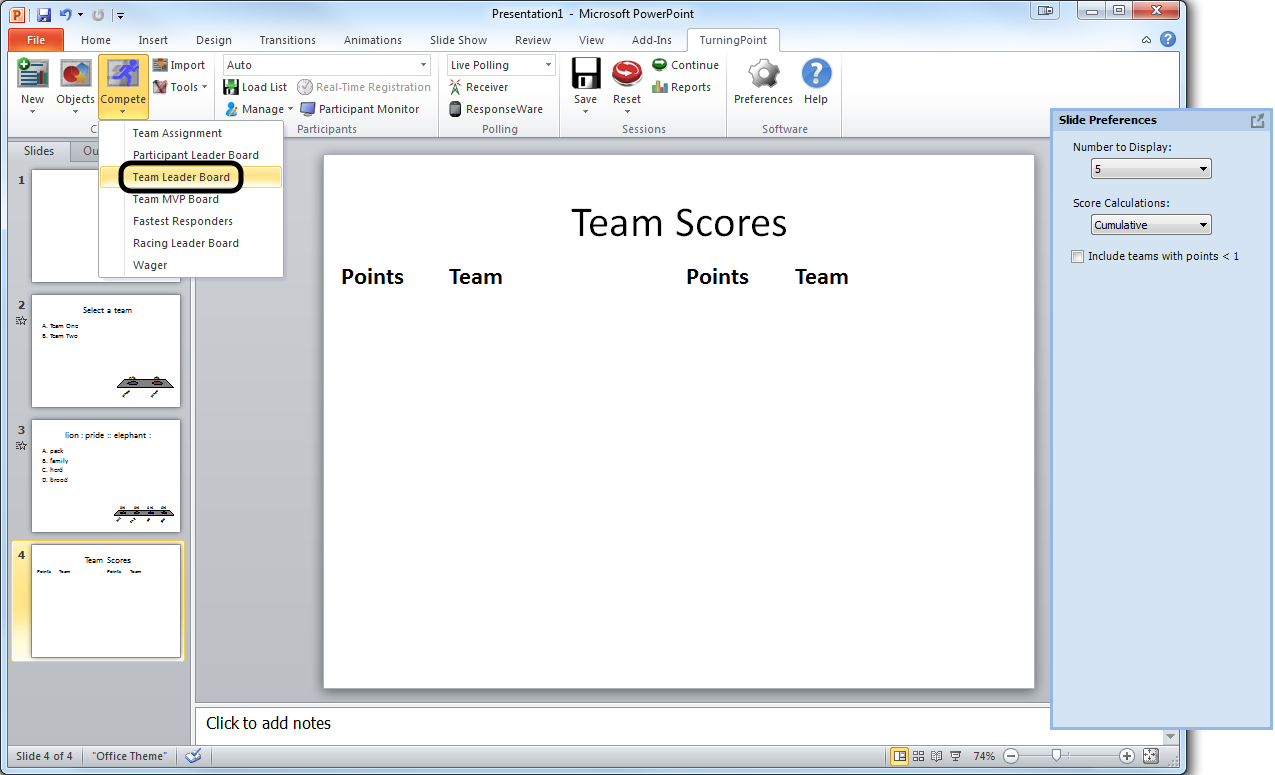 Presentation1 - Microsoft PowerPoint
File Home Insert Design Transitions Animations Slide Show Review View Add-Ins TurningPoint
New Objects Compete Import Tools
Auto
Load List Real-Time Registration
Manage Participant Monitor
Participants
Live Polling
Receiver
ResponseWare
Polling
Save Reset Continue Reports
Sessions
Preferences Help
Software
C
Team Assignment
Participant Leader Board
Team Leader Board
Team MVP Board
Fastest Responders
Racing Leader Board
Wager
Slides Ou
1
2
Select a team
A. Team One
B. Team Two
3
lion : pride :: elephant :
A. pack
B. family
C. herd
D. brood
4
Team Scores
Points Team Points Team
Team Scores
Points Team Points Team
Slide Preferences
Number to Display:
5
Score Calculations:
Cumulative
Include teams with points < 1
Click to add notes
Slide 4 of 4 "Office Theme" 74%